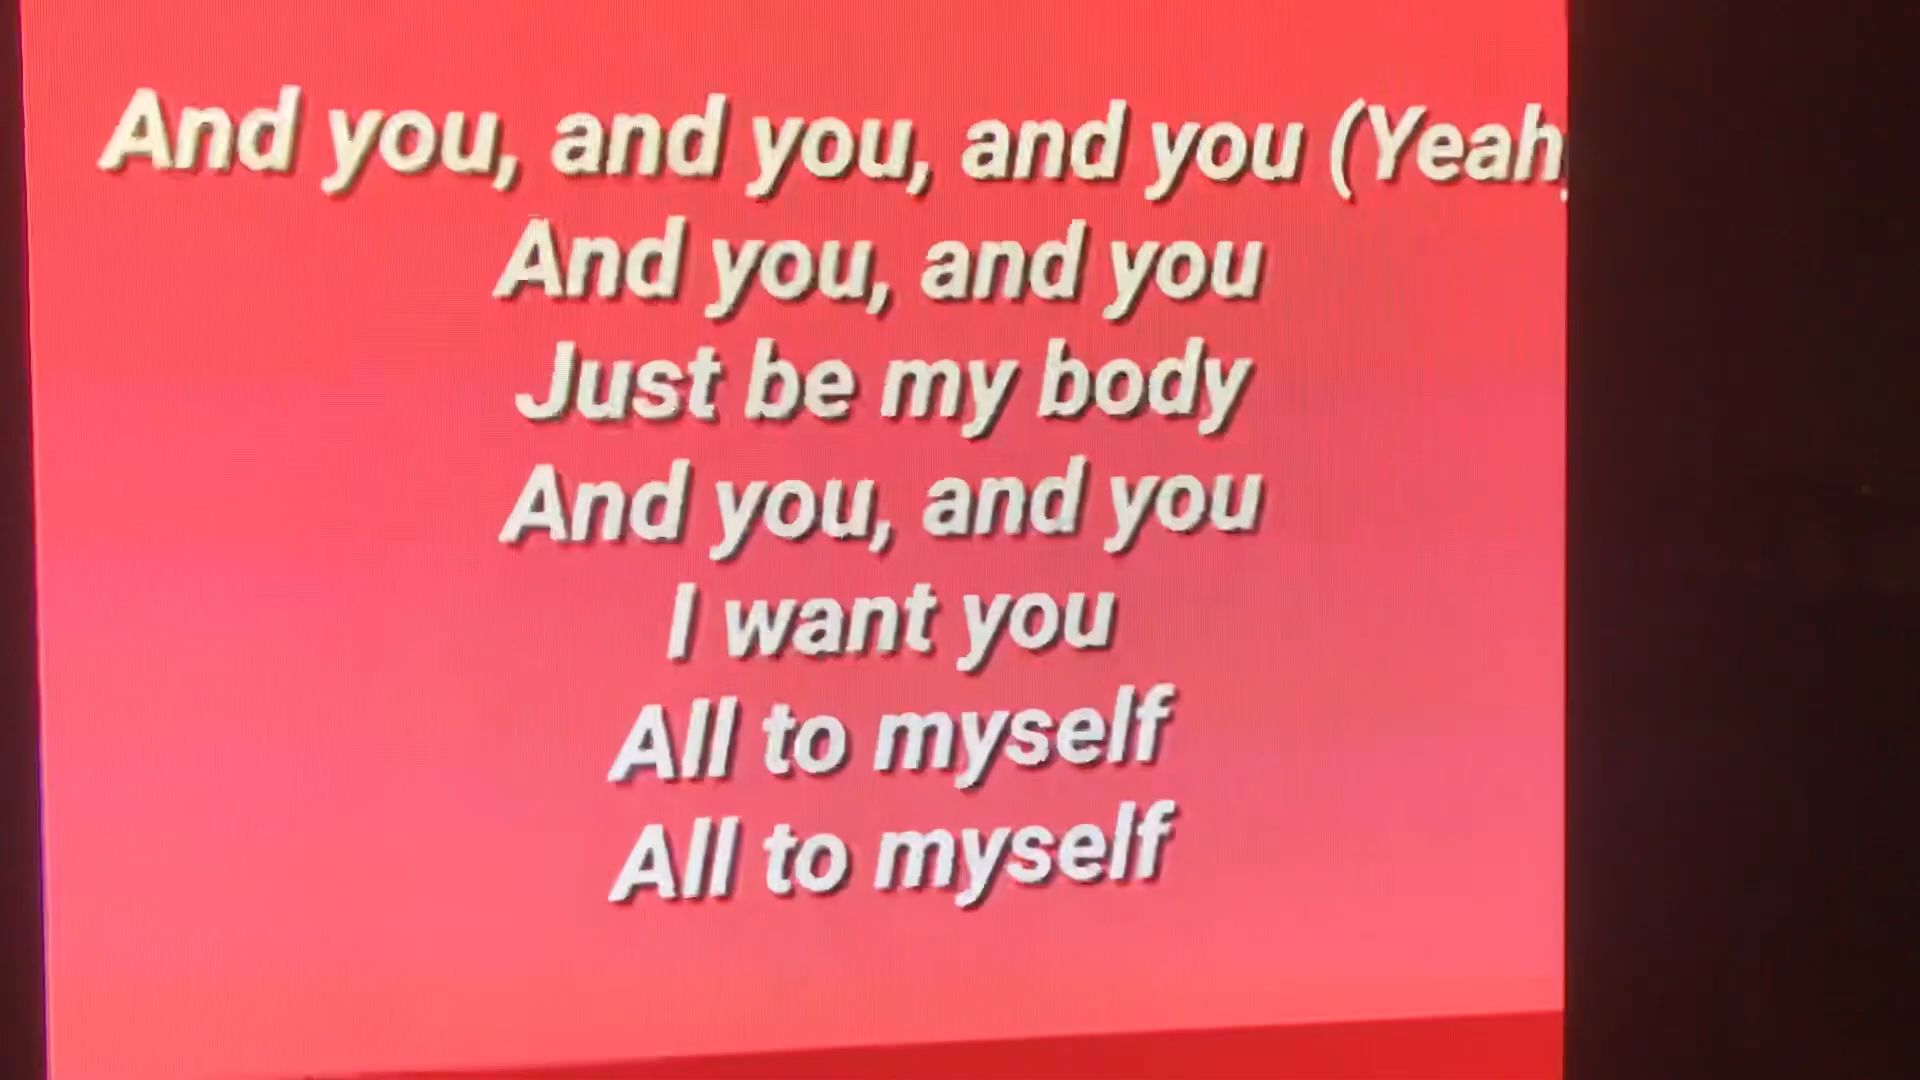 And you, and you, and you (Yeah
And you, and you
Just be my body
And you, and you
I want you
All to myself
All to myself